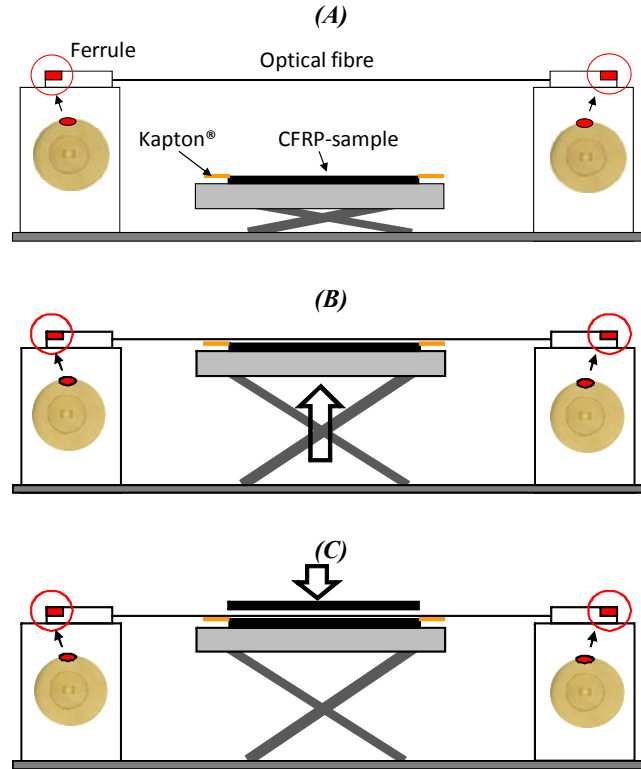 (A)
Ferrule
Optical fibre
Kapton®
CFRP-sample
(B)
(C)